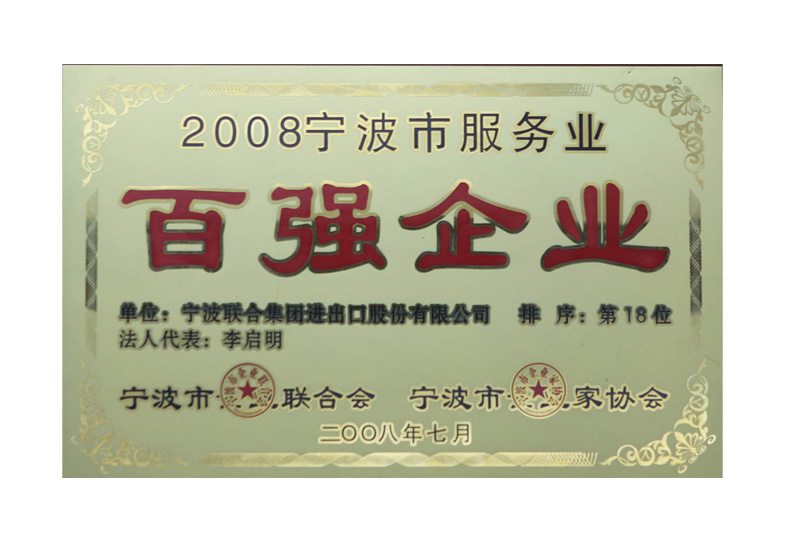 2008宁波市服务业
百强企业
单位：宁波联合集团进出口股份有限公司 排 序：第18位
法人代表：李启明
宁波市 联合会 宁波市 家协会
二〇〇八年七月